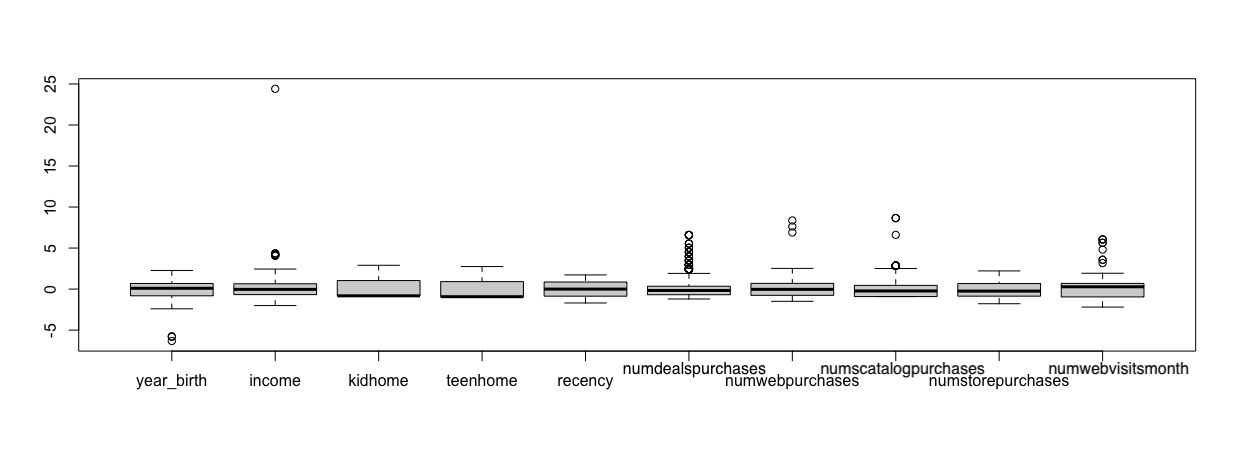 25
20
15
10
5
0
-5
year_birth
income
kidhome
teenhome
recency
numdealspurchases
numwebpurchases
numscatalogpurchases
numstorepurchases
numwebvisitsmonth